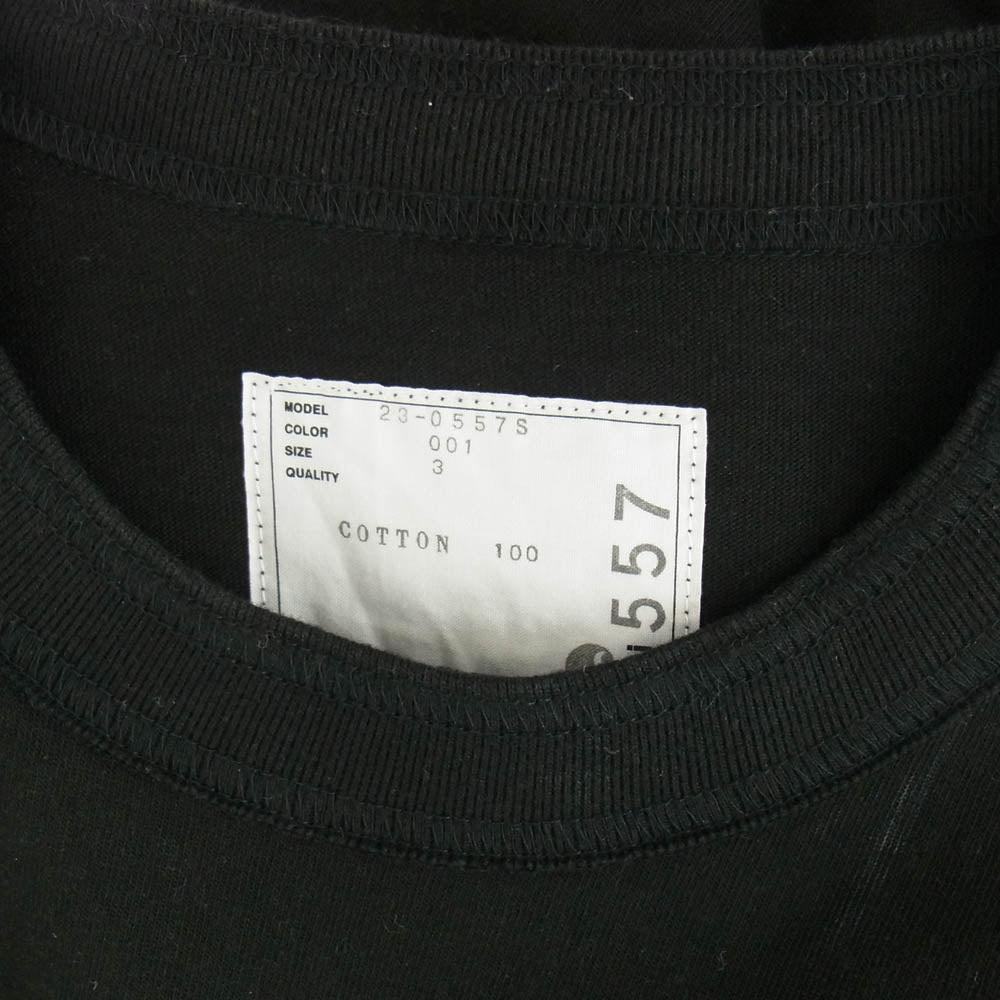 MODEL 23-0557S
COLOR 001
SIZE 3
QUALITY
COTTON 100
557